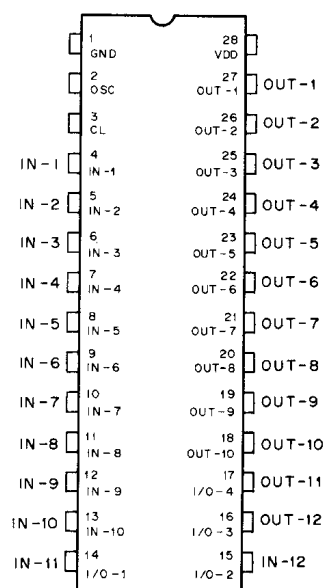 1 28
GND VDD
2 27
OSC OUT-1 OUT-1
3 26
CL OUT-2 OUT-2
IN-1 4 25 OUT-3
IN-1 OUT-3
IN-2 5 24 OUT-4
IN-2 OUT-4
IN-3 6 23 OUT-5
IN-3 OUT-5
IN-4 7 22 OUT-6
IN-4 OUT-6
IN-5 8 21 OUT-7
IN-5 OUT-7
IN-6 9 20 OUT-8
IN-6 OUT-8
IN-7 10 19 OUT-9
IN-7 OUT-9
IN-8 11 18 OUT-10
IN-8 OUT-10
IN-9 12 17 OUT-11
IN-9 I/O-4
IN-10 13 16 OUT-12
IN-10 I/O-3
IN-11 14 15 IN-12
I/O-1 I/O-2